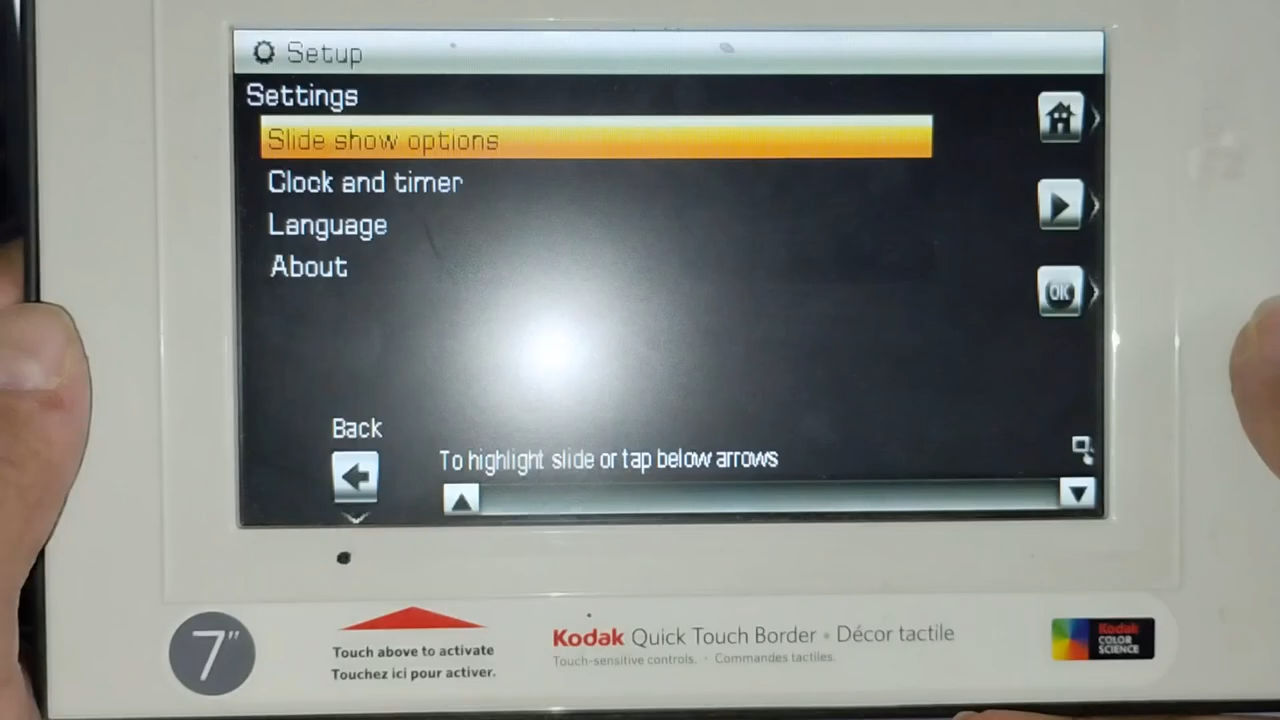 Setup
Settings
Slide show options
Clock and timer
Language
About
OK
Back
To highlight slide or tap below arrows
7"
Touch above to activate
Touchez ici pour activer.
Kodak Quick Touch Border • Décor tactile
Touch-sensitive controls. · Commandes tactiles.
Kodak
COLOR
SCIENCE